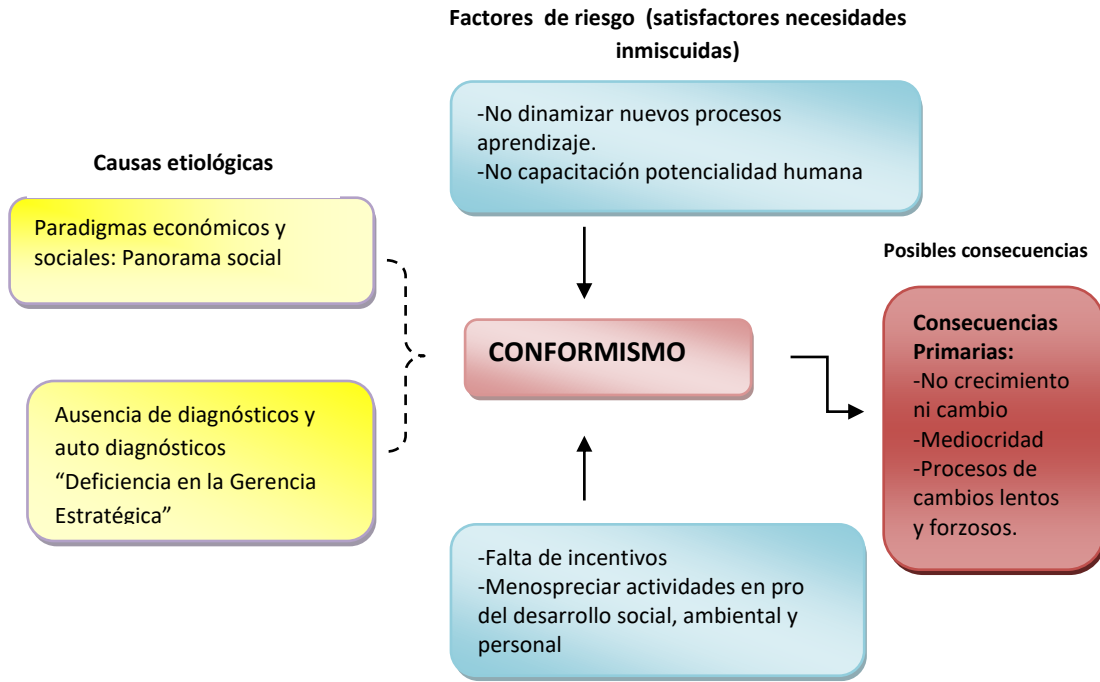 Factores de riesgo (satisfactores necesidades
inmiscuidas)
-No dinamizar nuevos procesos
aprendizaje.
-No capacitación potencialidad humana
Causas etiológicas
Paradigmas económicos y
sociales: Panorama social
Ausencia de diagnósticos y
auto diagnósticos
“Deficiencia en la Gerencia
Estratégica”
CONFORMISMO
-Falta de incentivos
-Menospreciar actividades en pro
del desarrollo social, ambiental y
personal
Posibles consecuencias
Consecuencias
Primarias:
-No crecimiento
ni cambio
-Mediocridad
-Procesos de
cambios lentos
y forzosos.